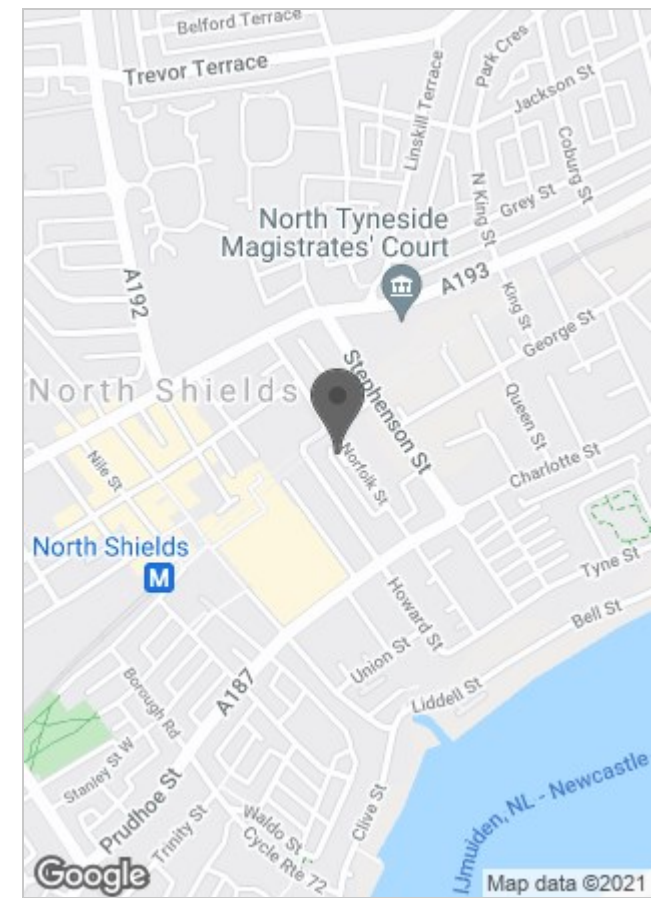 Belford Terrace
Trevor Terrace
Park Cres
Jackson St
Linskill Terrace
Coburg St
N King St
Grey St
North Tyneside
Magistrates' Court
A193
A192
King St
George St
Stephenson St
North Shields
Queen St
Nile St
Norfolk St
Charlotte St
North Shields
M
Tyne St
Howard St
Bell St
Union St
Liddell St
A187
Borough Rd
Stanley St W
Prudhoe St
Clive St
Trinity St
Waldo St
Cycle Rte 72
IJmuiden, NL - Newcastle
Google
Map data ©2021